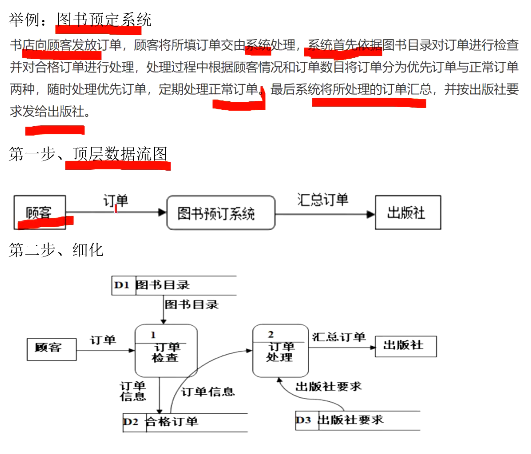 举例：图书预定系统
书店向顾客发放订单，顾客将所填订单交由系统处理，系统首先依据图书目录对订单进行检查
并对合格订单进行处理，处理过程中根据顾客情况和订单数目将订单分为优先订单与正常订单
两种，随时处理优先订单，定期处理正常订单。最后系统将所处理的订单汇总，并按出版社要
求发给出版社。
第一步、顶层数据流图
顾客
订单
图书预订系统
汇总订单
出版社
第二步、细化
D1 图书目录
图书目录
顾客
订单
1
订单
检查
2
订单
处理
汇总订单
出版社
订单
信息
订单信息
出版社要求
D2 合格订单
D3 出版社要求